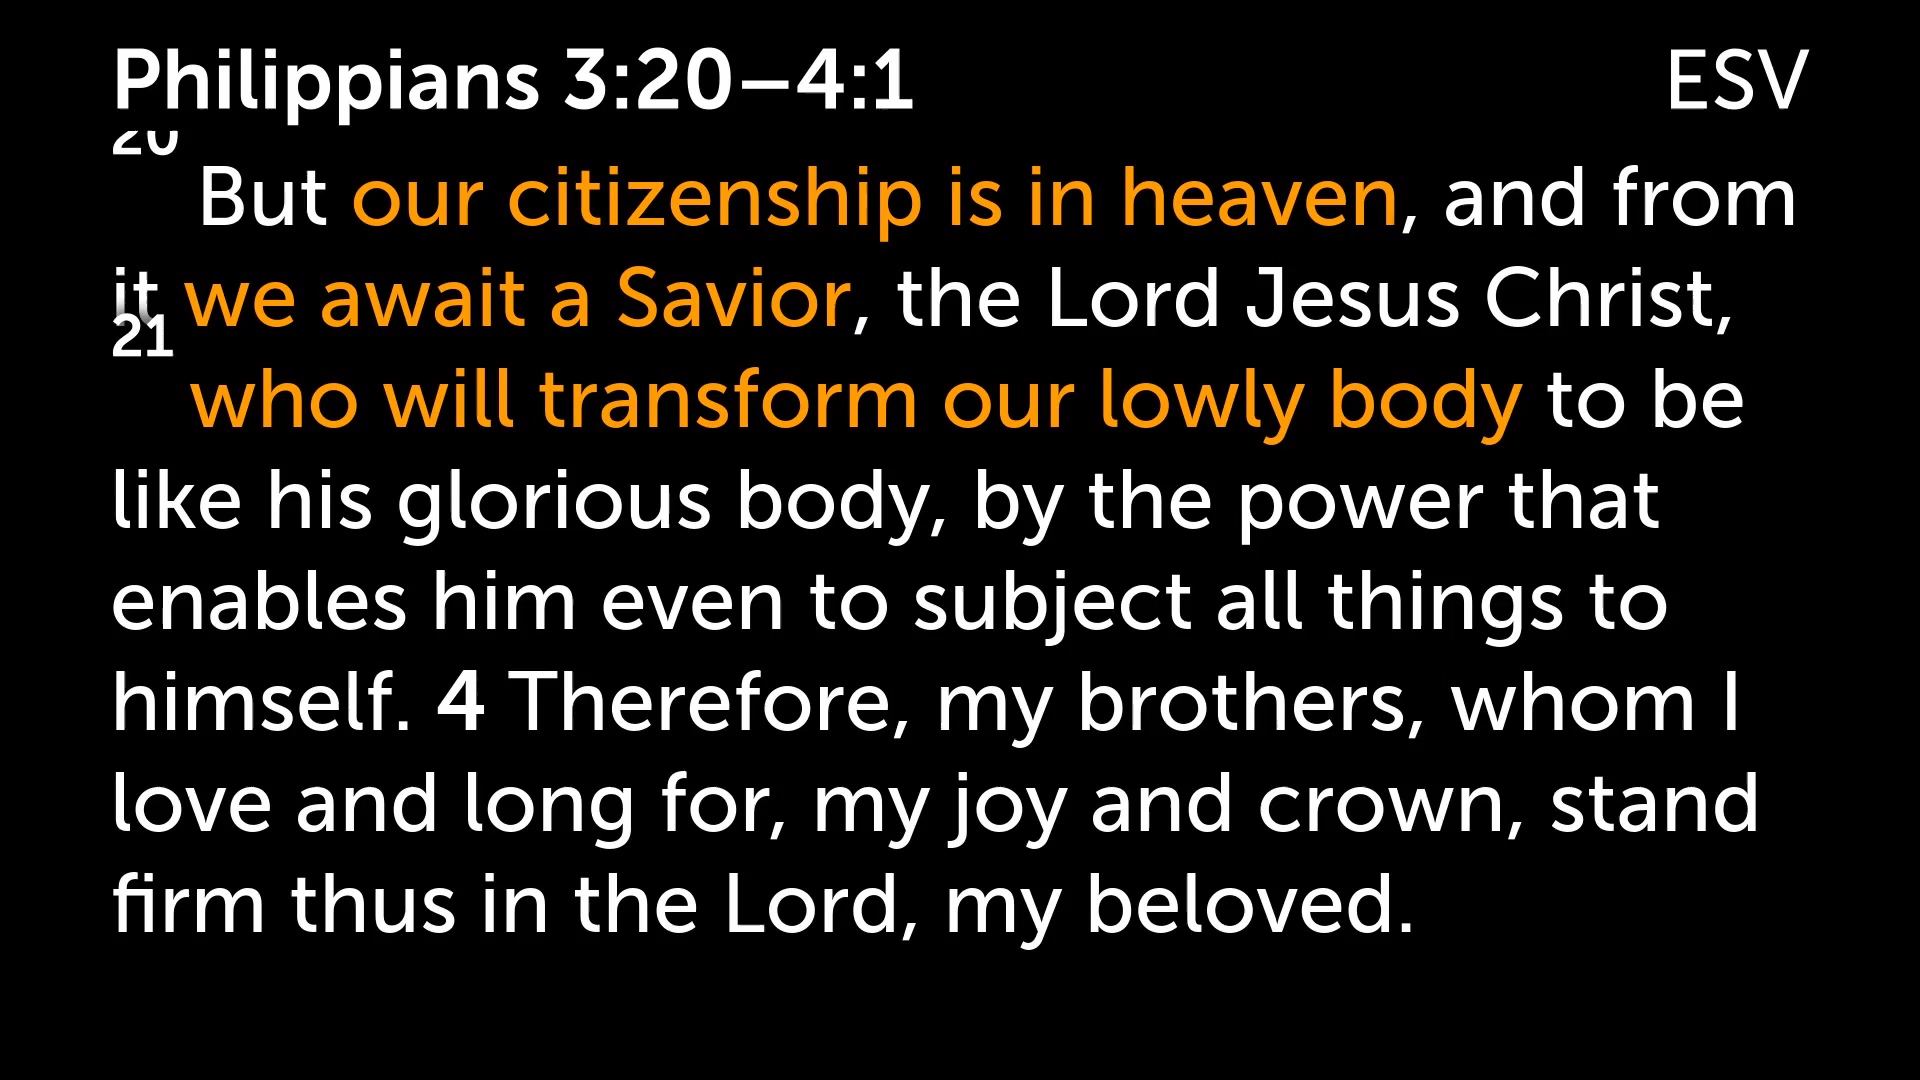 Philippians 3:20–4:1 ESV
20 But our citizenship is in heaven, and from
it we await a Savior, the Lord Jesus Christ,
21 who will transform our lowly body to be
like his glorious body, by the power that
enables him even to subject all things to
himself. 4 Therefore, my brothers, whom I
love and long for, my joy and crown, stand
firm thus in the Lord, my beloved.